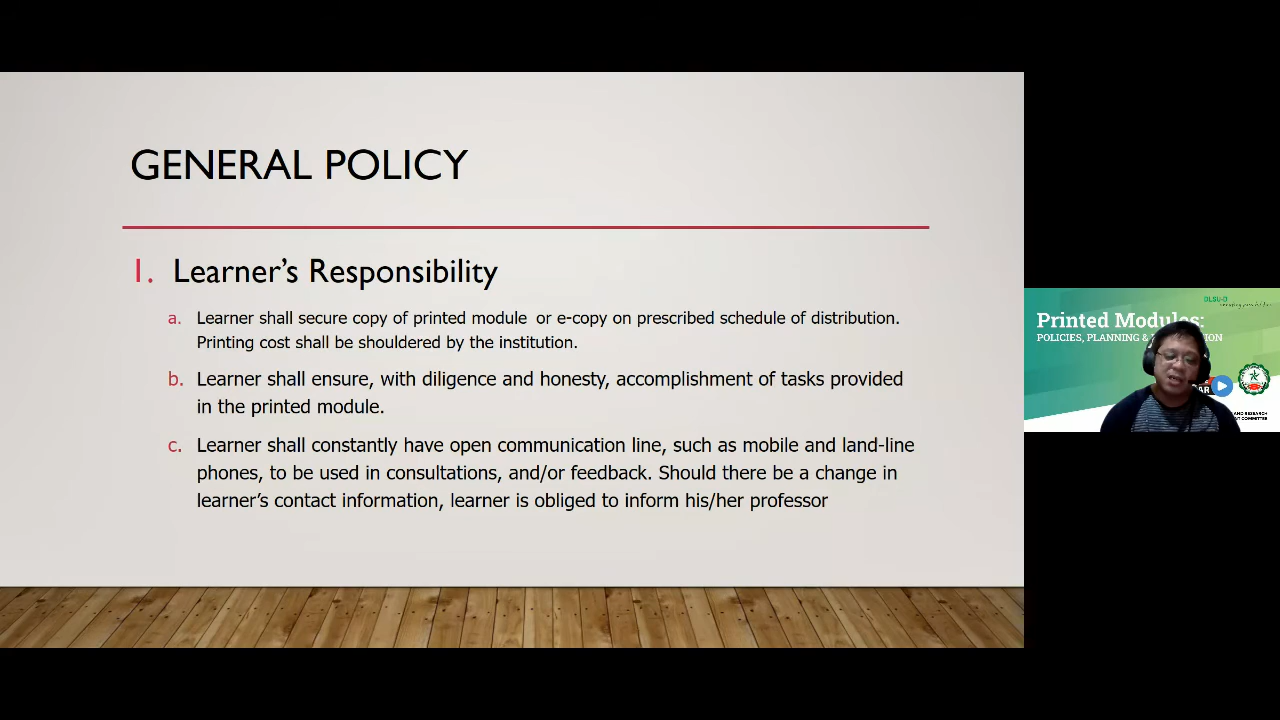 GENERAL POLICY
1. Learner's Responsibility
a. Learner shall secure copy of printed module or e-copy on prescribed schedule of distribution.
Printing cost shall be shouldered by the institution.
b. Learner shall ensure, with diligence and honesty, accomplishment of tasks provided
in the printed module.
c. Learner shall constantly have open communication line, such as mobile and land-line
phones, to be used in consultations, and/or feedback. Should there be a change in
learner's contact information, learner is obliged to inform his/her professor
DLSU-D
Printed Modules:
POLICIES, PLANNING &
AND RESEARCH
COMMITTEE